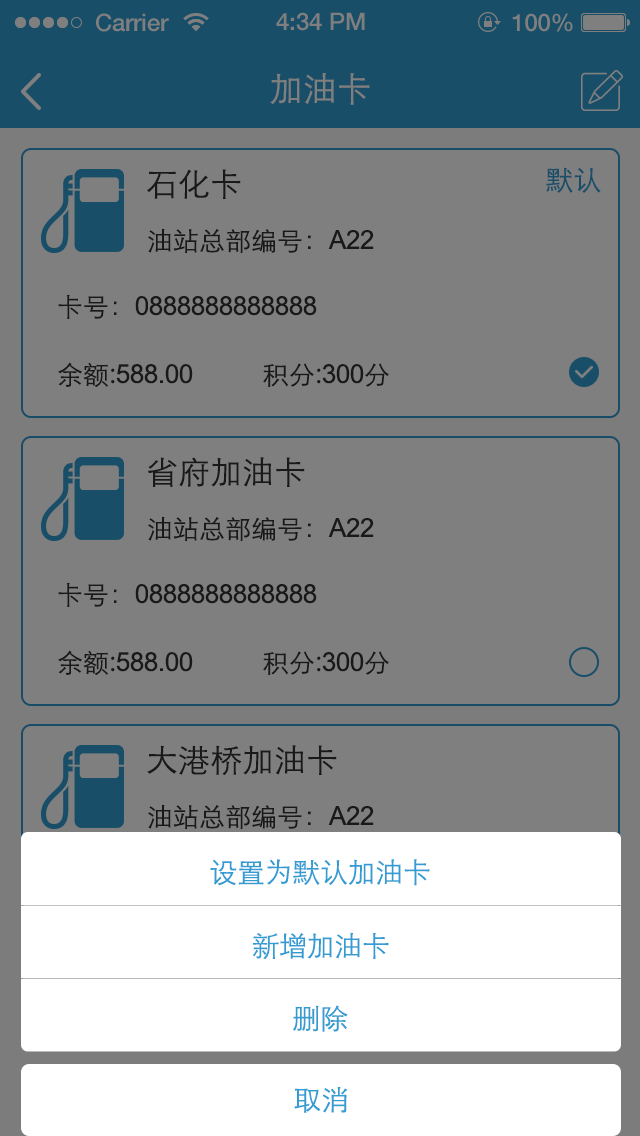 Carrier 4:34 PM 100%
加油卡
石化卡 默认
油站总部编号：A22
卡号：0888888888888
余额:588.00 积分:300分
省府加油卡
油站总部编号：A22
卡号：0888888888888
余额:588.00 积分:300分
大港桥加油卡
油站总部编号：A22
设置为默认加油卡
新增加油卡
删除
取消